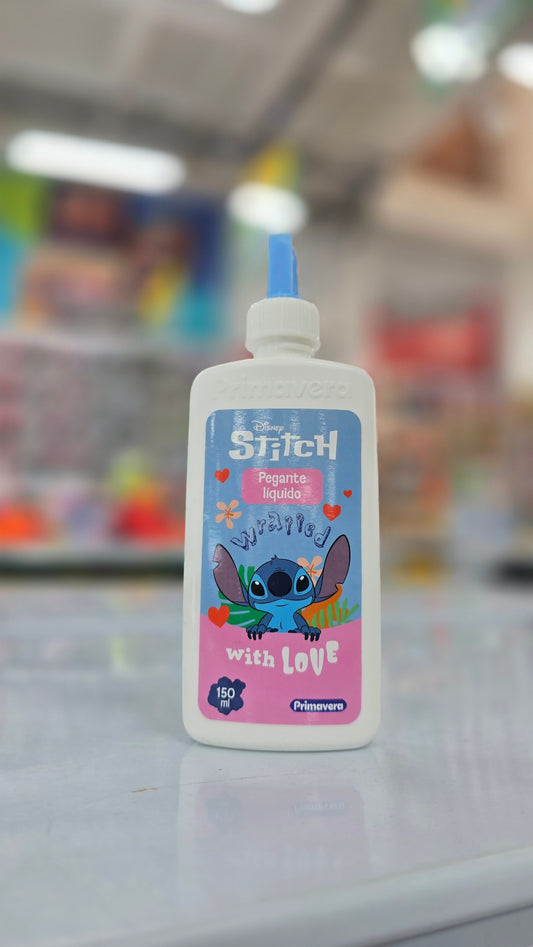 Primavera
Disney
Stitch
Pegante
líquido
Wrapped
with LOVE
150
ml
Primavera